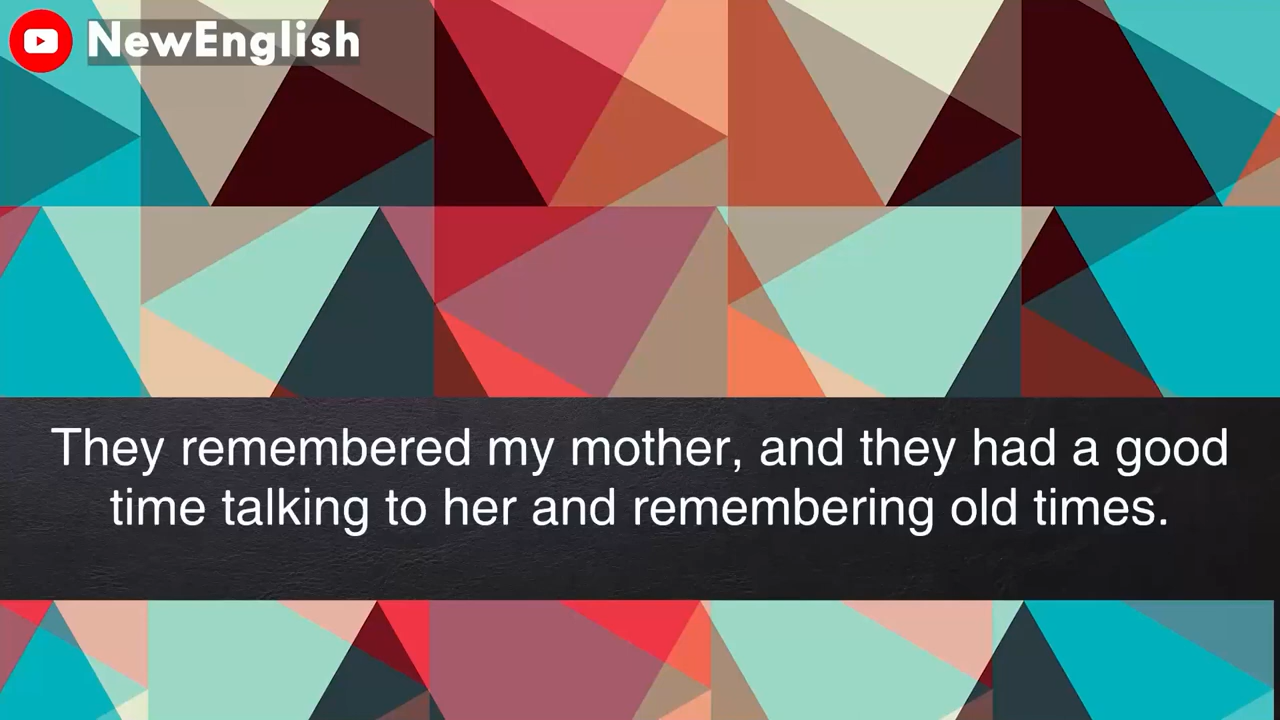 NewEnglish
They remembered my mother, and they had a good
time talking to her and remembering old times.